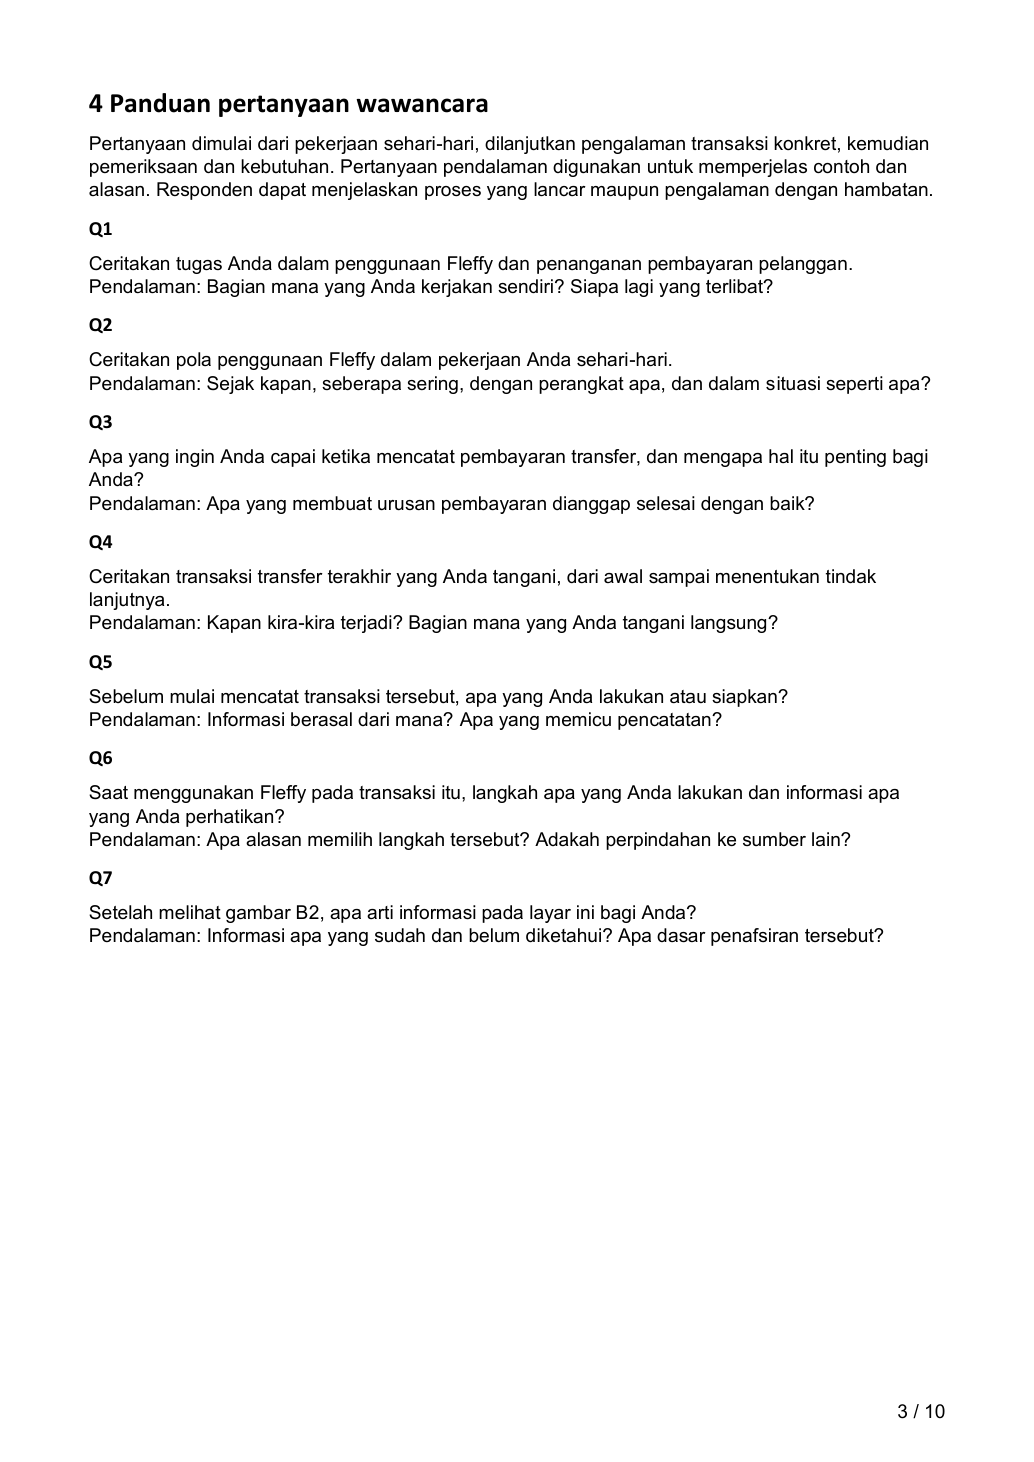 4 Panduan pertanyaan wawancara
Pertanyaan dimulai dari pekerjaan sehari-hari, dilanjutkan pengalaman transaksi konkret, kemudian
pemeriksaan dan kebutuhan. Pertanyaan pendalaman digunakan untuk memperjelas contoh dan
alasan. Responden dapat menjelaskan proses yang lancar maupun pengalaman dengan hambatan.
Q1
Ceritakan tugas Anda dalam penggunaan Fleffy dan penanganan pembayaran pelanggan.
Pendalaman: Bagian mana yang Anda kerjakan sendiri? Siapa lagi yang terlibat?
Q2
Ceritakan pola penggunaan Fleffy dalam pekerjaan Anda sehari-hari.
Pendalaman: Sejak kapan, seberapa sering, dengan perangkat apa, dan dalam situasi seperti apa?
Q3
Apa yang ingin Anda capai ketika mencatat pembayaran transfer, dan mengapa hal itu penting bagi
Anda?
Pendalaman: Apa yang membuat urusan pembayaran dianggap selesai dengan baik?
Q4
Ceritakan transaksi transfer terakhir yang Anda tangani, dari awal sampai menentukan tindak
lanjutnya.
Pendalaman: Kapan kira-kira terjadi? Bagian mana yang Anda tangani langsung?
Q5
Sebelum mulai mencatat transaksi tersebut, apa yang Anda lakukan atau siapkan?
Pendalaman: Informasi berasal dari mana? Apa yang memicu pencatatan?
Q6
Saat menggunakan Fleffy pada transaksi itu, langkah apa yang Anda lakukan dan informasi apa
yang Anda perhatikan?
Pendalaman: Apa alasan memilih langkah tersebut? Adakah perpindahan ke sumber lain?
Q7
Setelah melihat gambar B2, apa arti informasi pada layar ini bagi Anda?
Pendalaman: Informasi apa yang sudah dan belum diketahui? Apa dasar penafsiran tersebut?
3 / 10